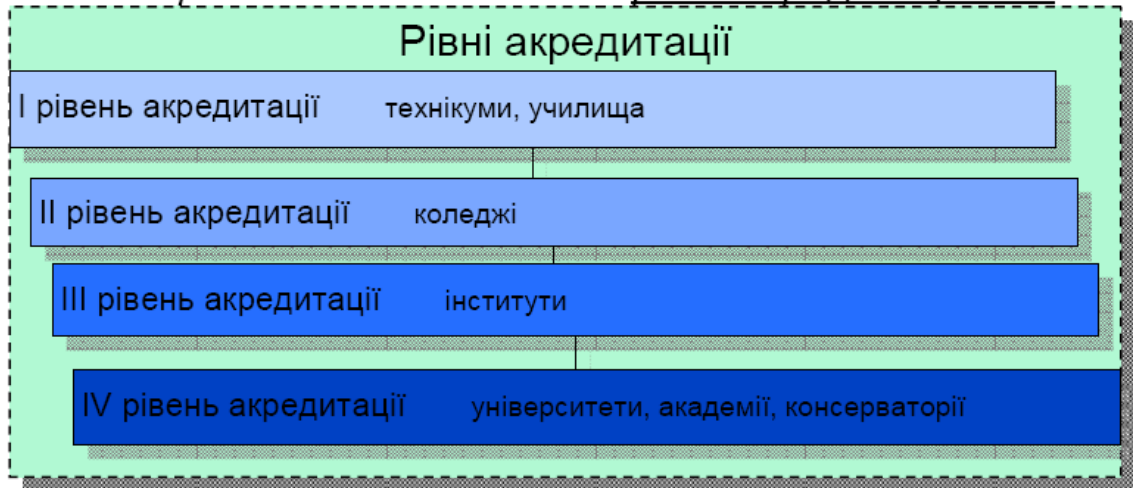 Рівні акредитації
І рівень акредитації технікуми, училища
ІІ рівень акредитації коледжі
ІІІ рівень акредитації інститути
IV рівень акредитації університети, академії, консерваторії